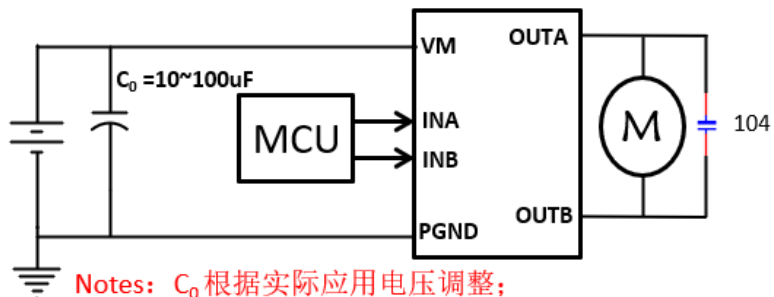 VM
OUTA
C₀ =10~100uF
MCU
INA
INB
M
104
OUTB
PGND
Notes：C₀ 根据实际应用电压调整；